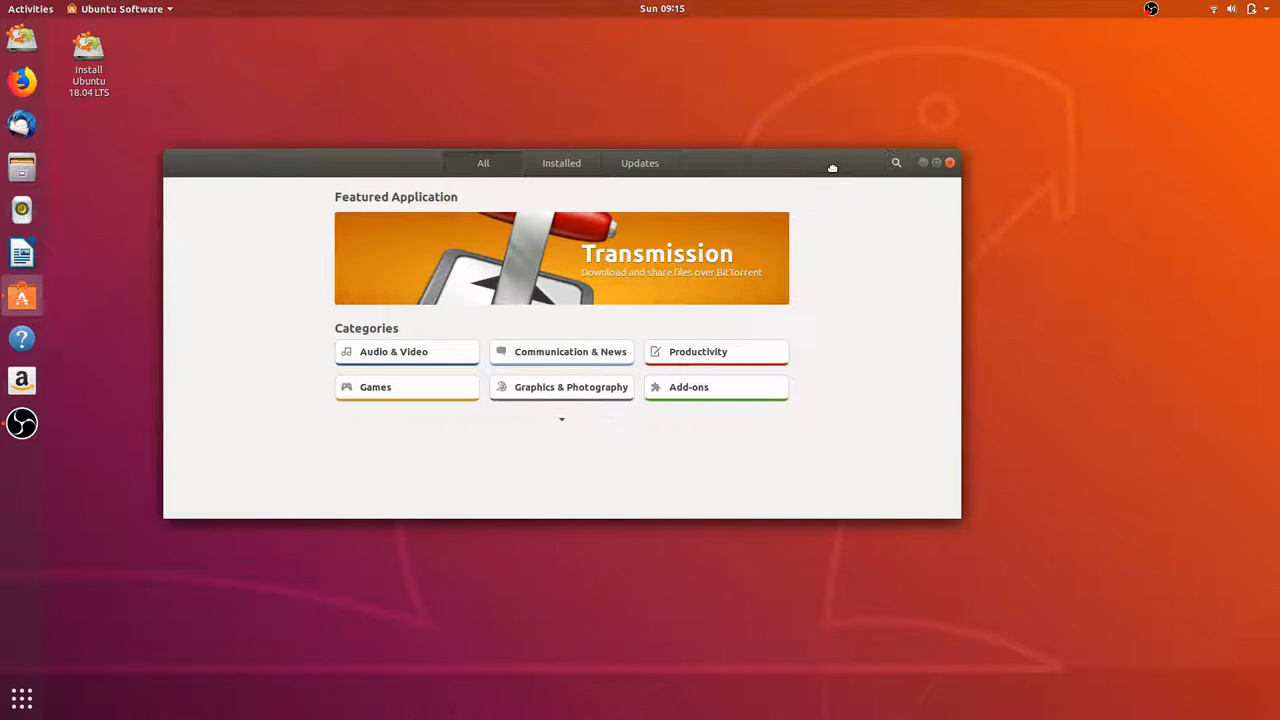 Activities
Ubuntu Software
Sun 09:15
Install
Ubuntu
18.04 LTS
All
Installed
Updates
Featured Application
Transmission
Download and share files over BitTorrent
Categories
Audio & Video
Communication & News
Productivity
Games
Graphics & Photography
Add-ons